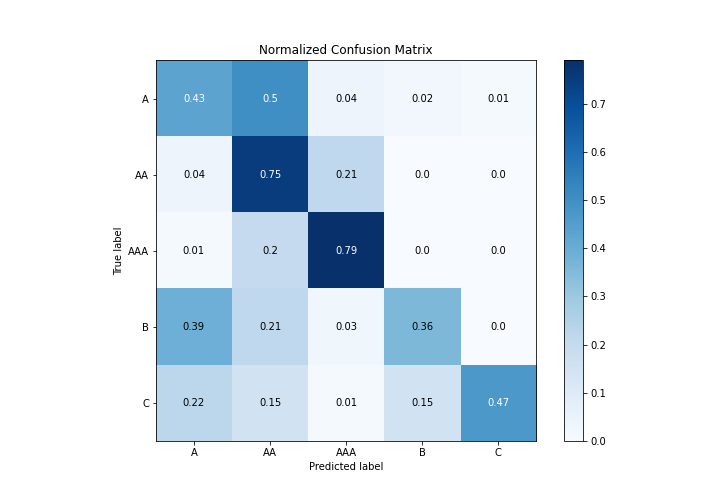 Normalized Confusion Matrix
A 0.43 0.5 0.04 0.02 0.01
AA 0.04 0.75 0.21 0.0 0.0
AAA 0.01 0.2 0.79 0.0 0.0
B 0.39 0.21 0.03 0.36 0.0
C 0.22 0.15 0.01 0.15 0.47
A AA AAA B C
True label
Predicted label
0.7
0.6
0.5
0.4
0.3
0.2
0.1
0.0